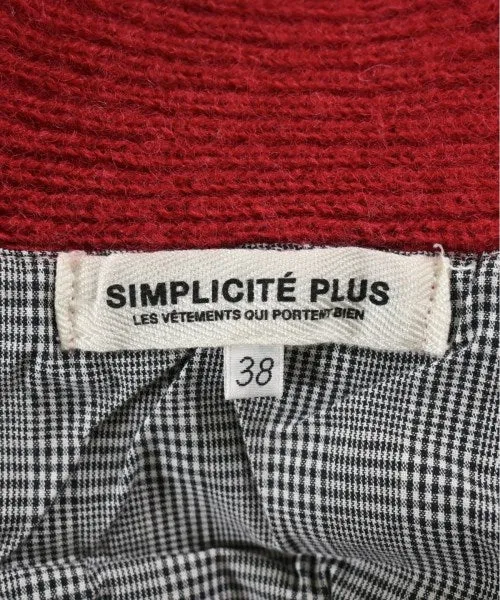 SIMPLICITÉ PLUS
LES VÊTEMENTS QUI PORTENT BIEN
38